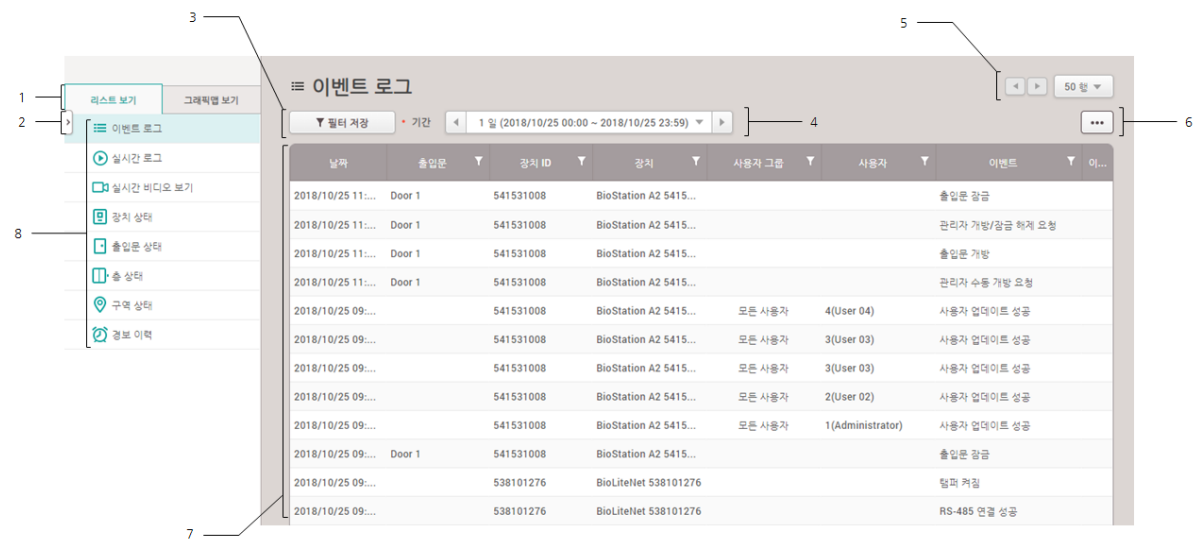 3
5
1
2
4
6
8
7
리스트 보기
그래픽맵 보기
이벤트 로그
실시간 로그
실시간 비디오 보기
장치 상태
출입문 상태
층 상태
구역 상태
경보 이력
이벤트 로그
50 행
필터 저장
• 기간
1 일 (2018/10/25 00:00 ~ 2018/10/25 23:59)
•••
날짜 출입문 장치 ID 장치 사용자 그룹 사용자 이벤트 이...
2018/10/25 11:... Door 1 541531008 BioStation A2 5415... 출입문 잠금
2018/10/25 11:... Door 1 541531008 BioStation A2 5415... 관리자 개방/잠금 해제 요청
2018/10/25 11:... Door 1 541531008 BioStation A2 5415... 출입문 개방
2018/10/25 11:... Door 1 541531008 BioStation A2 5415... 관리자 수동 개방 요청
2018/10/25 09:... 541531008 BioStation A2 5415... 모든 사용자 4(User 04) 사용자 업데이트 성공
2018/10/25 09:... 541531008 BioStation A2 5415... 모든 사용자 3(User 03) 사용자 업데이트 성공
2018/10/25 09:... 541531008 BioStation A2 5415... 모든 사용자 3(User 03) 사용자 업데이트 성공
2018/10/25 09:... 541531008 BioStation A2 5415... 모든 사용자 2(User 02) 사용자 업데이트 성공
2018/10/25 09:... 541531008 BioStation A2 5415... 모든 사용자 1(Administrator) 사용자 업데이트 성공
2018/10/25 09:... Door 1 541531008 BioStation A2 5415... 출입문 잠금
2018/10/25 09:... 538101276 BioLiteNet 538101276 탬퍼 켜짐
2018/10/25 09:... 538101276 BioLiteNet 538101276 RS-485 연결 성공